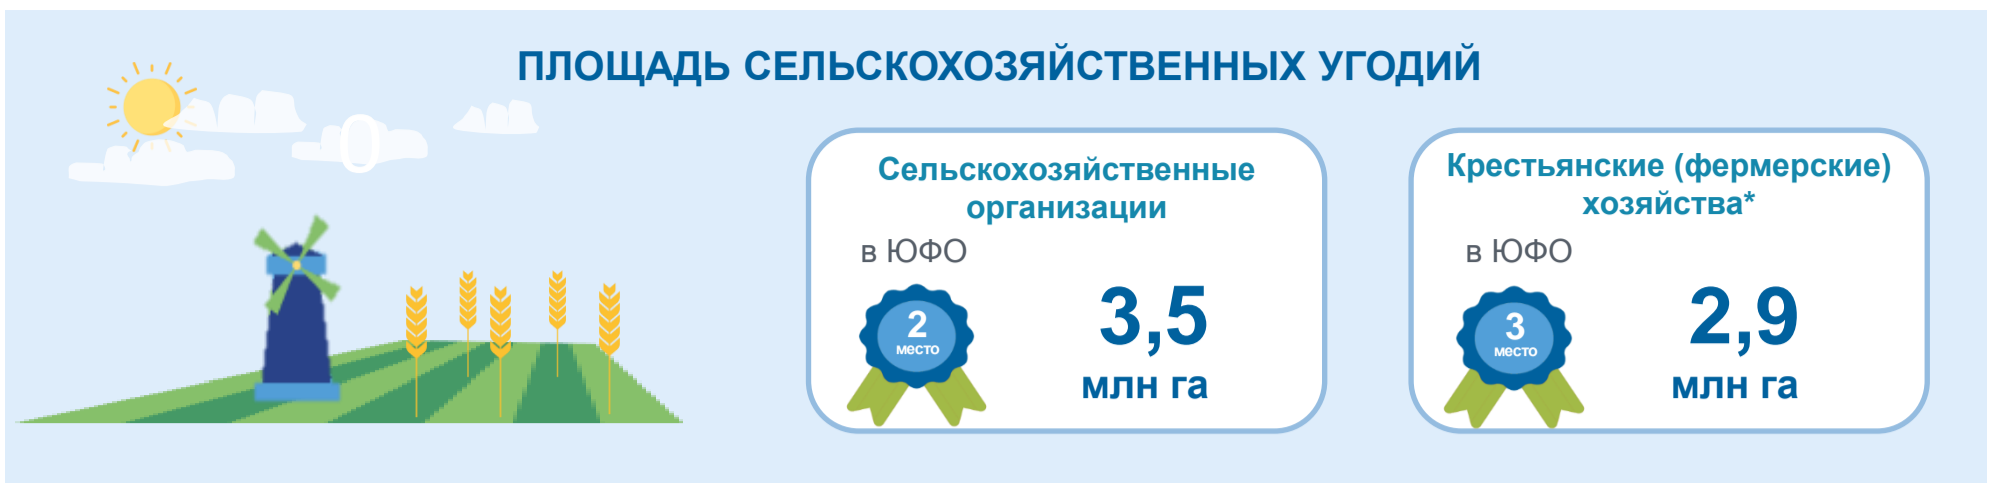 ПЛОЩАДЬ СЕЛЬСКОХОЗЯЙСТВЕННЫХ УГОДИЙ
0
Сельскохозяйственные
организации
в ЮФО
2
место
3,5
млн га
Крестьянские (фермерские)
хозяйства*
в ЮФО
3
место
2,9
млн га